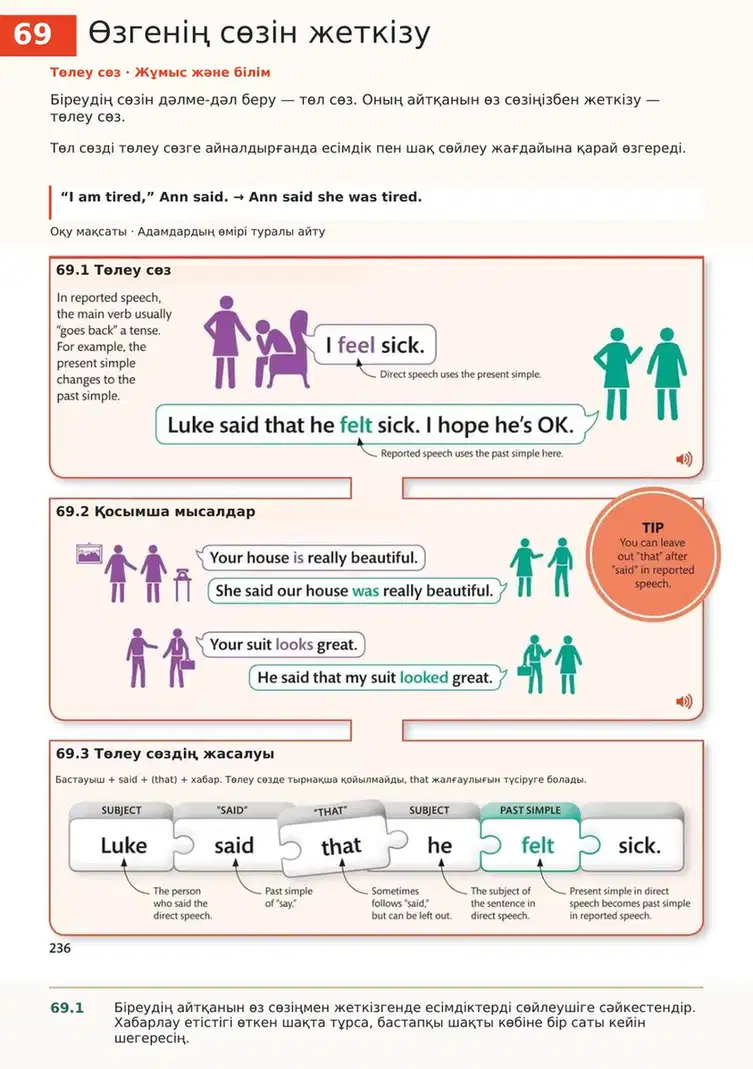 69 Өзгенің сөзін жеткізу
Төлеу сөз · Жұмыс және білім
Біреудің сөзін дәлме-дәл беру — төл сөз. Оның айтқанын өз сөзіңізбен жеткізу —
төлеу сөз.
Төл сөзді төлеу сөзге айналдырғанда есімдік пен шақ сөйлеу жағдайына қарай өзгереді.
“I am tired,” Ann said. → Ann said she was tired.
Оқу мақсаты · Адамдардың өмірі туралы айту
69.1 Төлеу сөз
In reported speech,
the main verb usually
“goes back” a tense.
For example, the
present simple
changes to the
past simple.
I feel sick.
Direct speech uses the present simple.
Luke said that he felt sick. I hope he’s OK.
Reported speech uses the past simple here.
69.2 Қосымша мысалдар
Your house is really beautiful.
She said our house was really beautiful.
Your suit looks great.
He said that my suit looked great.
TIP
You can leave
out “that” after
“said” in reported
speech.
69.3 Төлеу сөздің жасалуы
Бастауыш + said + (that) + хабар. Төлеу сөзде тырнақша қойылмайды, that жалғаулығын түсіруге болады.
SUBJECT “SAID” “THAT” SUBJECT PAST SIMPLE
Luke said that he felt sick.
The person
who said the
direct speech.
Past simple
of “say.”
Sometimes
follows “said,”
but can be left out.
The subject of
the sentence in
direct speech.
Present simple in direct
speech becomes past simple
in reported speech.
236
69.1 Біреудің айтқанын өз сөзіңмен жеткізгенде есімдіктерді сөйлеушіге сәйкестендір.
Хабарлау етістігі өткен шақта тұрса, бастапқы шақты көбіне бір саты кейін
шегересің.